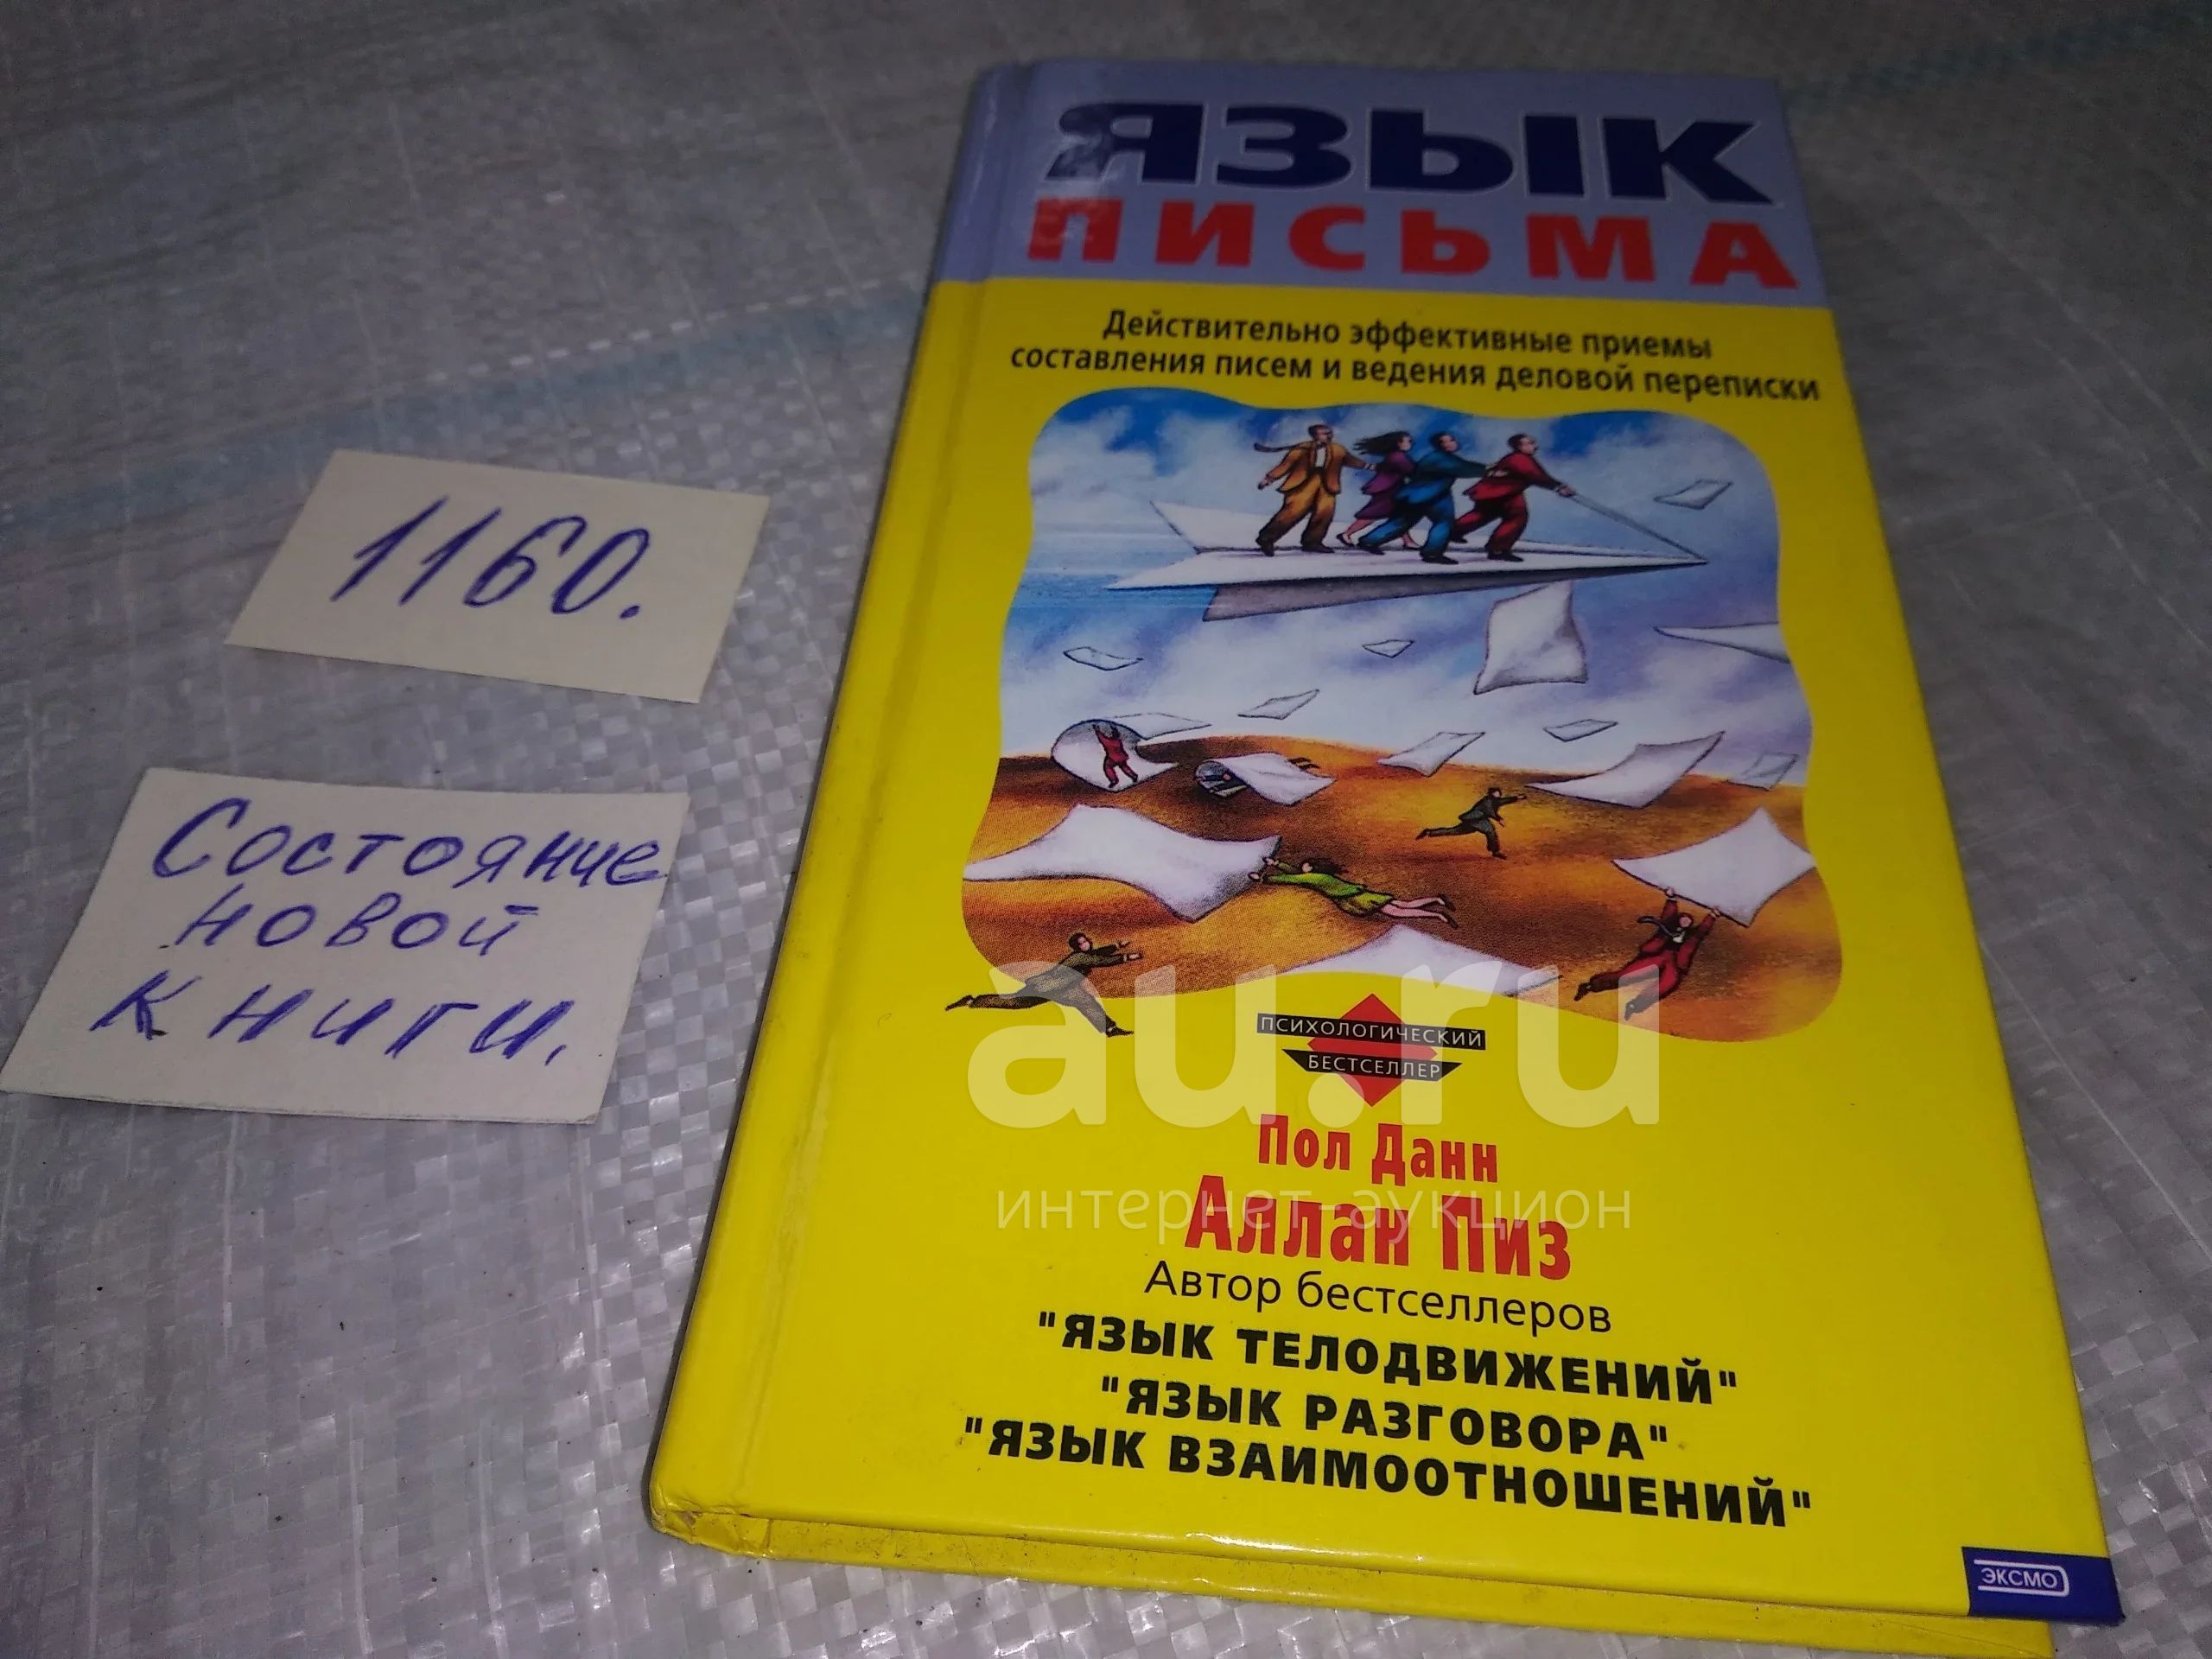 ЯЗЫК
ПИСЬМА
Действительно эффективные приемы
составления писем и ведения деловой переписки
1160.
Состояние
новой
книги.
ПСИХОЛОГИЧЕСКИЙ
БЕСТСЕЛЛЕР
au.ru
Пол Данн
интернет-аукцион
Аллан Пиз
Автор бестселлеров
"ЯЗЫК ТЕЛОДВИЖЕНИЙ"
"ЯЗЫК РАЗГОВОРА"
"ЯЗЫК ВЗАИМООТНОШЕНИЙ"
ЭКСМО